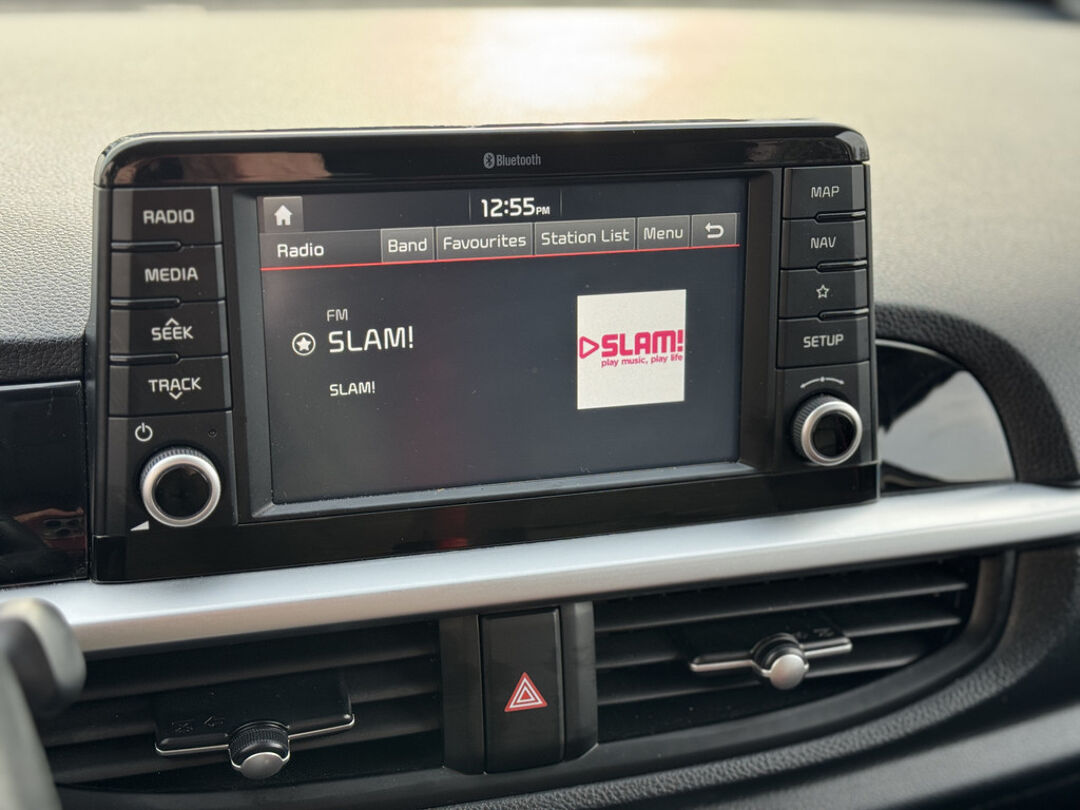 Bluetooth
RADIO
MEDIA
SEEK
TRACK
12:55PM
Radio
Band
Favourites
Station List
Menu
FM
SLAM!
SLAM!
SLAM!
play music, play life
MAP
NAV
SETUP